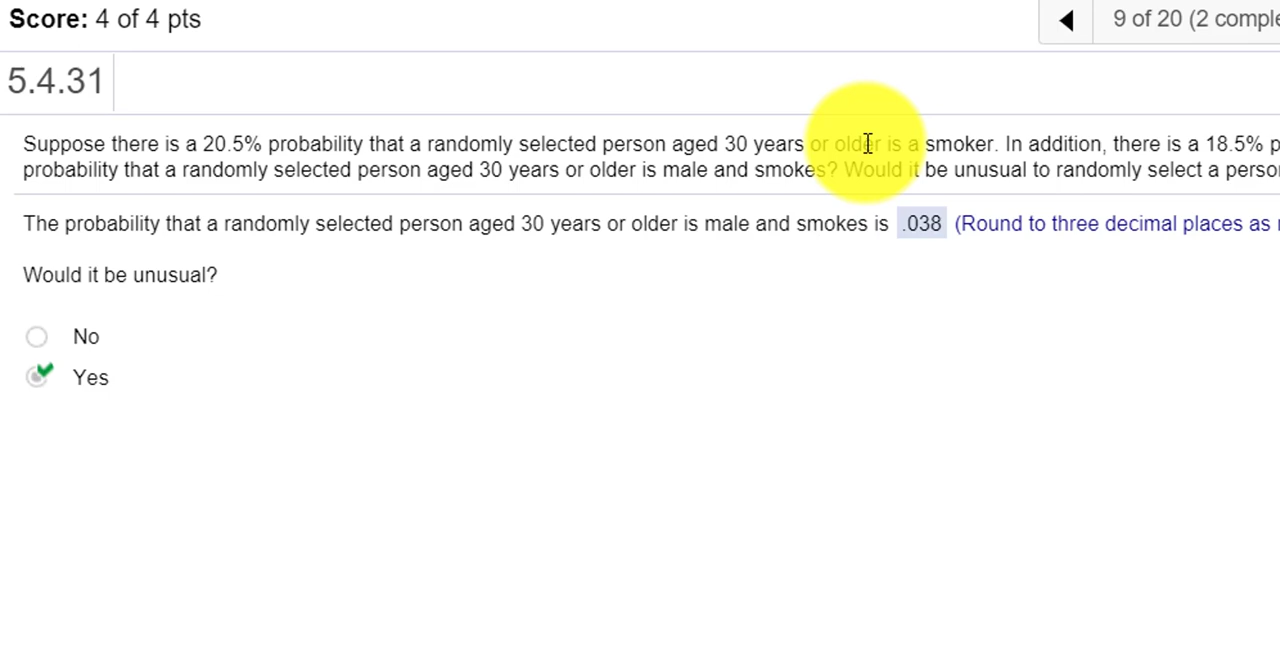 Score: 4 of 4 pts
9 of 20 (2 comple
5.4.31
Suppose there is a 20.5% probability that a randomly selected person aged 30 years or older is a smoker. In addition, there is a 18.5% p
probability that a randomly selected person aged 30 years or older is male and smokes? Would it be unusual to randomly select a perso
The probability that a randomly selected person aged 30 years or older is male and smokes is .038 (Round to three decimal places as
Would it be unusual?
No
Yes